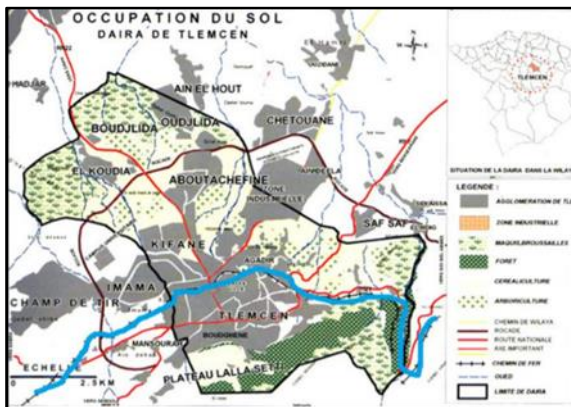 OCCUPATION DU SOL
DAIRA DE TLEMCEN
AIN EL HOUT
OUDJLIDA
BOUDJLIDA
CHETOUANE
EL KOUDIA
ABOUTACHEFINE
ZONE
INDUSTRIELLE
SAF SAF
KIFANE
AGADIR
IMAMA
CHAMP DE TIR
TLEMCEN
MANSOURAH
BOUDGHENE
PLATEAU LALLA SETTI
ECHELLE
0 2.5KM
TLEMCEN
SITUATION DE LA DAIRA DANS LA WILAYA
LEGENDE :
AGGLOMERATION DE TLE
ZONE INDUSTRIELLE
MAQUIS,BROUSSAILLES
FORET
CEREALICULTURE
ARBORICULTURE
CHEMIN DE WILAYA
ROCADE
ROUTE NATIONALE
AXE IMPORTANT
CHEMIN DE FER
OUED
LIMITE DE DAIRA